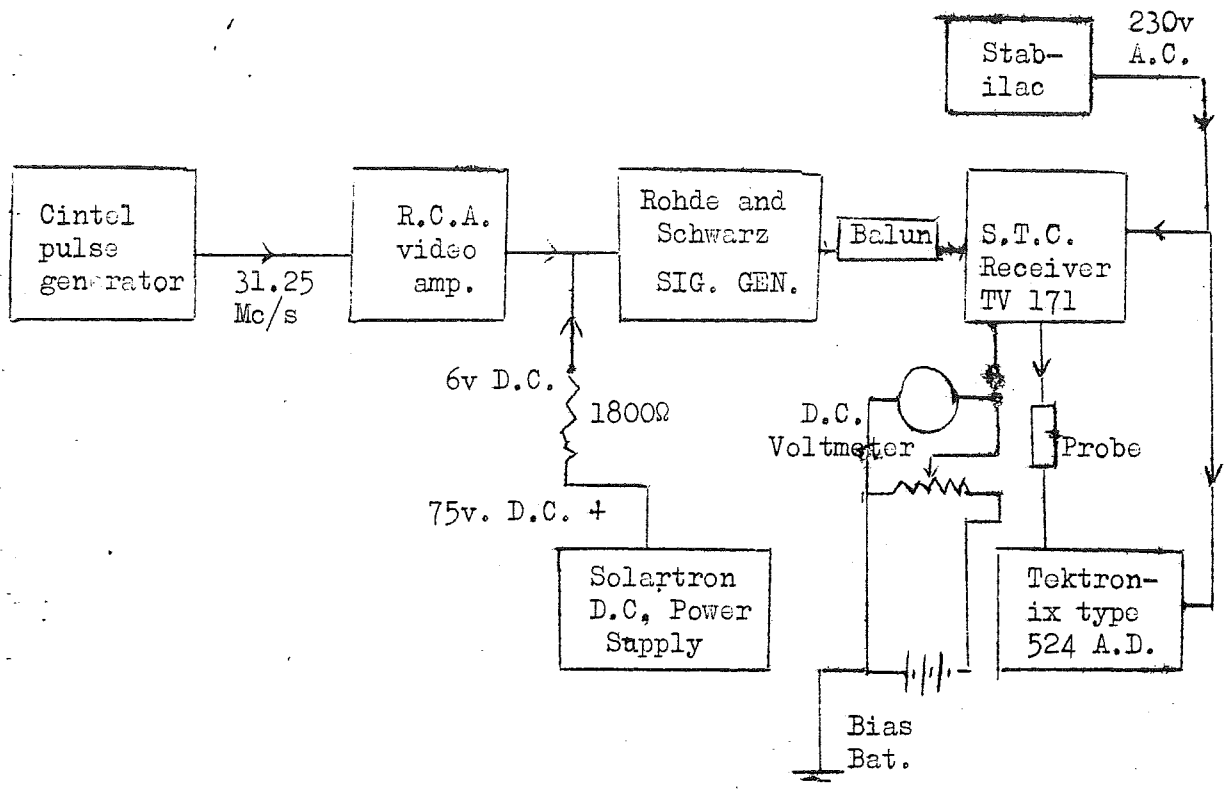 230v
A.C.
Stab-
ilac
Cintel
pulse
generator
31.25
Mc/s
R.C.A.
video
amp.
Rohde and
Schwarz
SIG. GEN.
Balun
S.T.C.
Receiver
TV 171
6v D.C.
1800Ω
D.C.
Voltmeter
Probe
75v. D.C. +
Solartron
D.C. Power
Supply
Tektron-
ix type
524 A.D.
Bias
Bat.